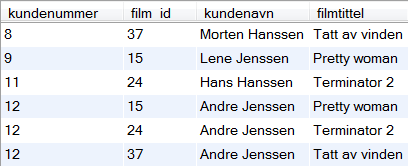 kundenummer film_id kundenavn filmtittel
8 37 Morten Hanssen Tatt av vinden
9 15 Lene Jenssen Pretty woman
11 24 Hans Hanssen Terminator 2
12 15 Andre Jenssen Pretty woman
12 24 Andre Jenssen Terminator 2
12 37 Andre Jenssen Tatt av vinden